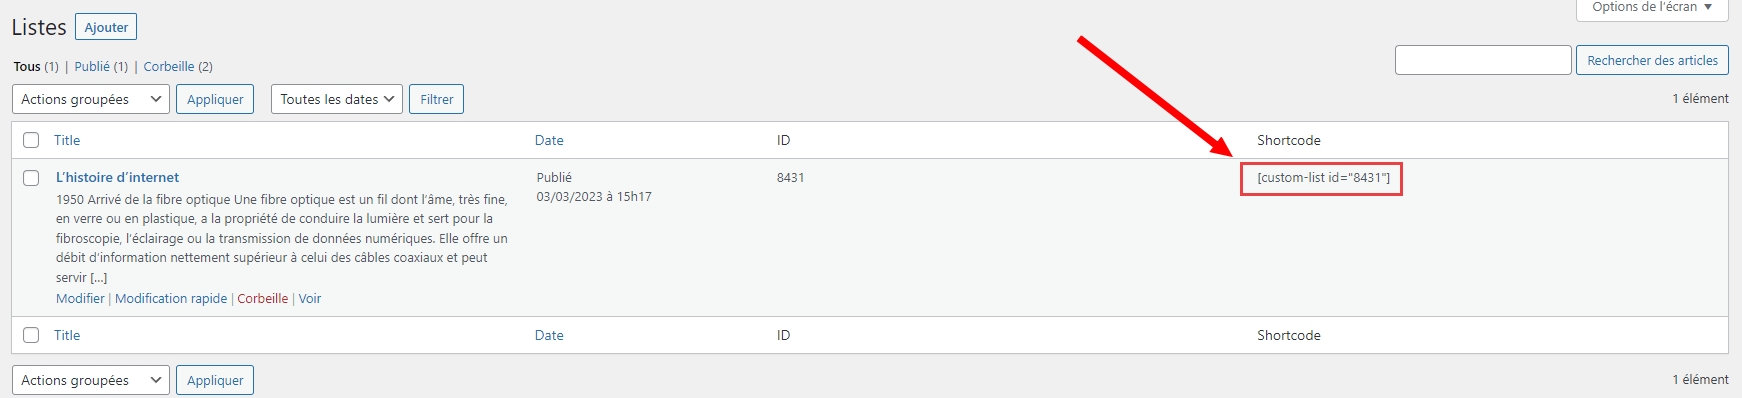 Options de l'écran ▼
Listes Ajouter
Tous (1) | Publié (1) | Corbeille (2)
Rechercher des articles
Actions groupées Appliquer Toutes les dates Filtrer
1 élément
Title Date ID Shortcode
L'histoire d'internet Publié 8431 [custom-list id="8431"]
03/03/2023 à 15h17
1950 Arrivé de la fibre optique Une fibre optique est un fil dont l'âme, très fine,
en verre ou en plastique, a la propriété de conduire la lumière et sert pour la
fibroscopie, l'éclairage ou la transmission de données numériques. Elle offre un
débit d'information nettement supérieur à celui des câbles coaxiaux et peut
servir […]
Modifier | Modification rapide | Corbeille | Voir
Title Date ID Shortcode
Actions groupées Appliquer
1 élément